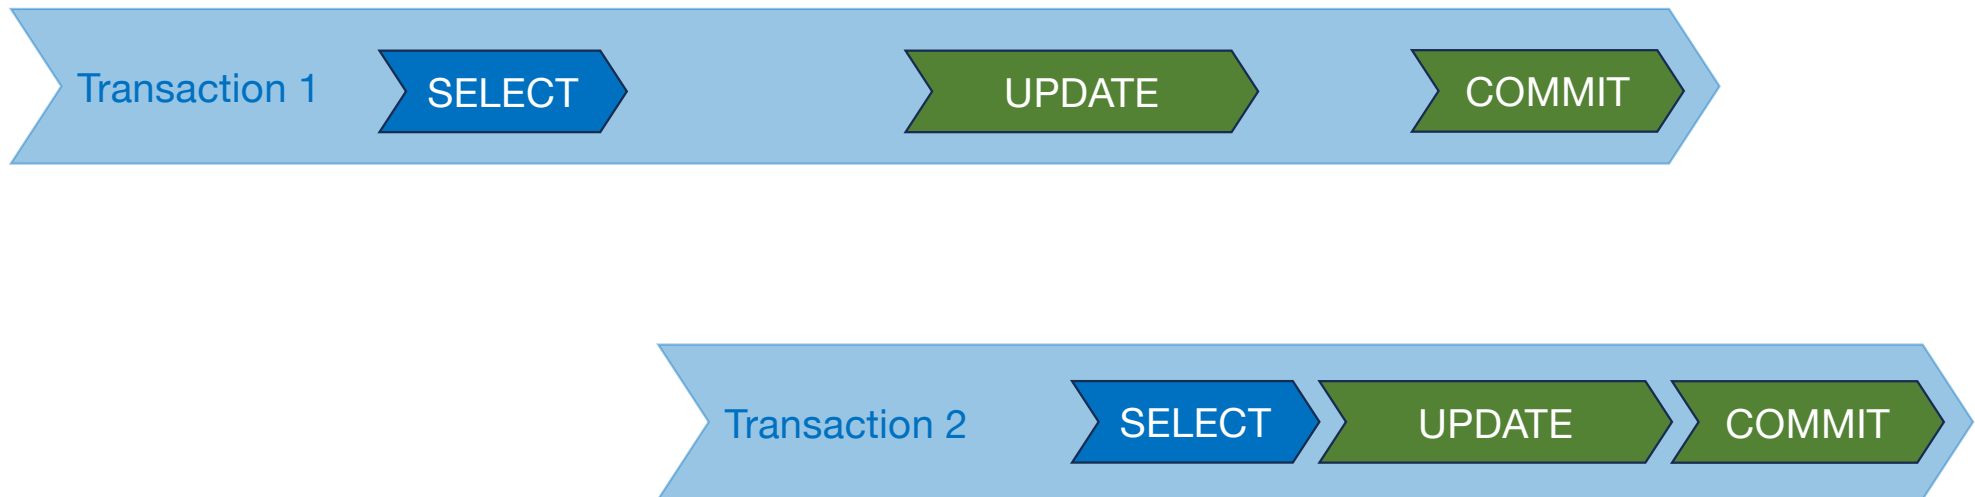 Transaction 1
SELECT
UPDATE
COMMIT
Transaction 2
SELECT
UPDATE
COMMIT